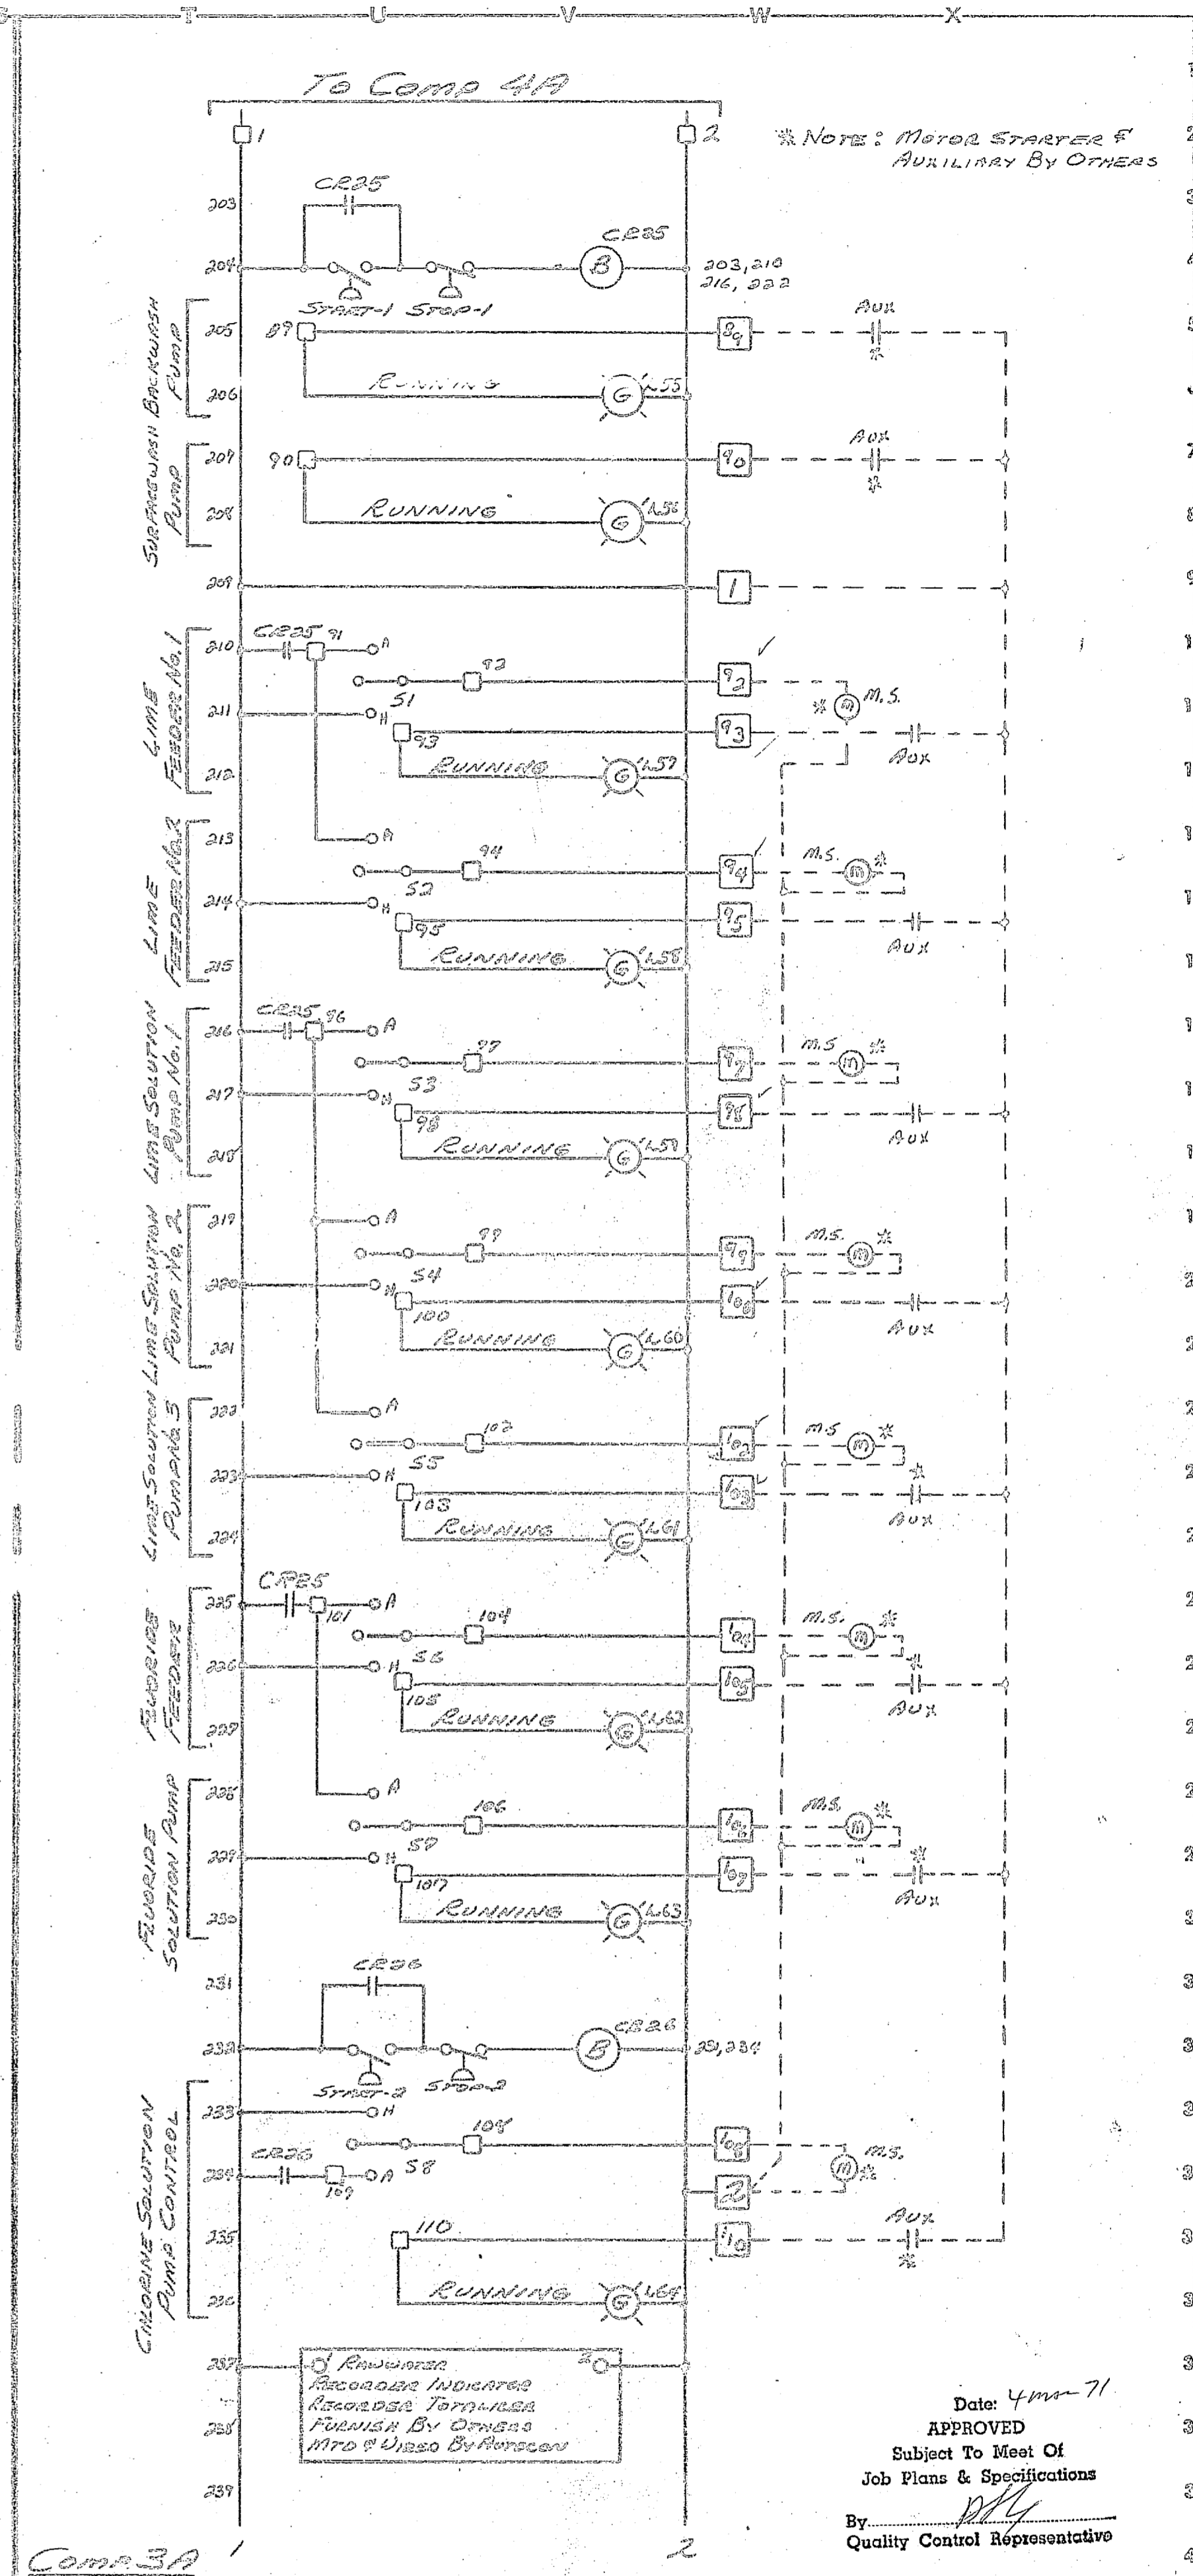 T U V W X
To Comp 4A
1
2
* NOTE: MOTOR STARTER &
AUXILIARY BY OTHERS
CR25
203
CR25
204
B
203, 210
216, 222
START-1 STOP-1
SURFACEWASH BACKWASH
PUMP PUMP
205
89
89
AUX
*
206
RUNNING
G
L55
207
90
90
AUX
*
208
RUNNING
G
L56
209
1
LIME
FEEDER No. 1
210
CR25
91
A
92
92
S1
211
H
93
93
* M M.S.
AUX
212
RUNNING
G
L57
LIME
FEEDER No. 2
213
A
94
94
M.S.
M *
S2
214
H
95
95
AUX
215
RUNNING
G
L58
LIME SOLUTION
PUMP No. 1
216
CR25
96
A
97
97
M.S.
M *
S3
217
H
98
98
AUX
218
RUNNING
G
L59
LIME SOLUTION
PUMP No. 2
219
A
99
99
M.S.
M *
S4
220
H
100
100
AUX
221
RUNNING
G
L60
LIME SOLUTION
PUMP No. 3
222
A
102
102
M.S
M *
S5
223
H
103
103
*
AUX
224
RUNNING
G
L61
FLUORIDE
FEEDER
225
CR25
101
A
104
104
M.S.
M *
S6
226
H
105
105
*
AUX
227
RUNNING
G
L62
FLUORIDE
SOLUTION PUMP
228
A
106
106
M.S.
M *
S7
229
H
107
107
*
AUX
230
RUNNING
G
L63
231
CR26
232
CR26
B
START-2 STOP-2
CHLORINE SOLUTION
PUMP CONTROL
233
H
108
108
S8
M.S.
M *
234
CR26
109
A
22
235
110
110
AUX
*
236
RUNNING
G
L64
237
1 RAWWATER 2
RECORDER INDICATOR
RECORDER TOTALIZER
FURNISH BY OTHERS
MTD & WIRED BY AUTOCON
238
239
1
2
COMP. 3A
Date: 4 Mar 71
APPROVED
Subject To Meet Of
Job Plans & Specifications
By
Quality Control Representative